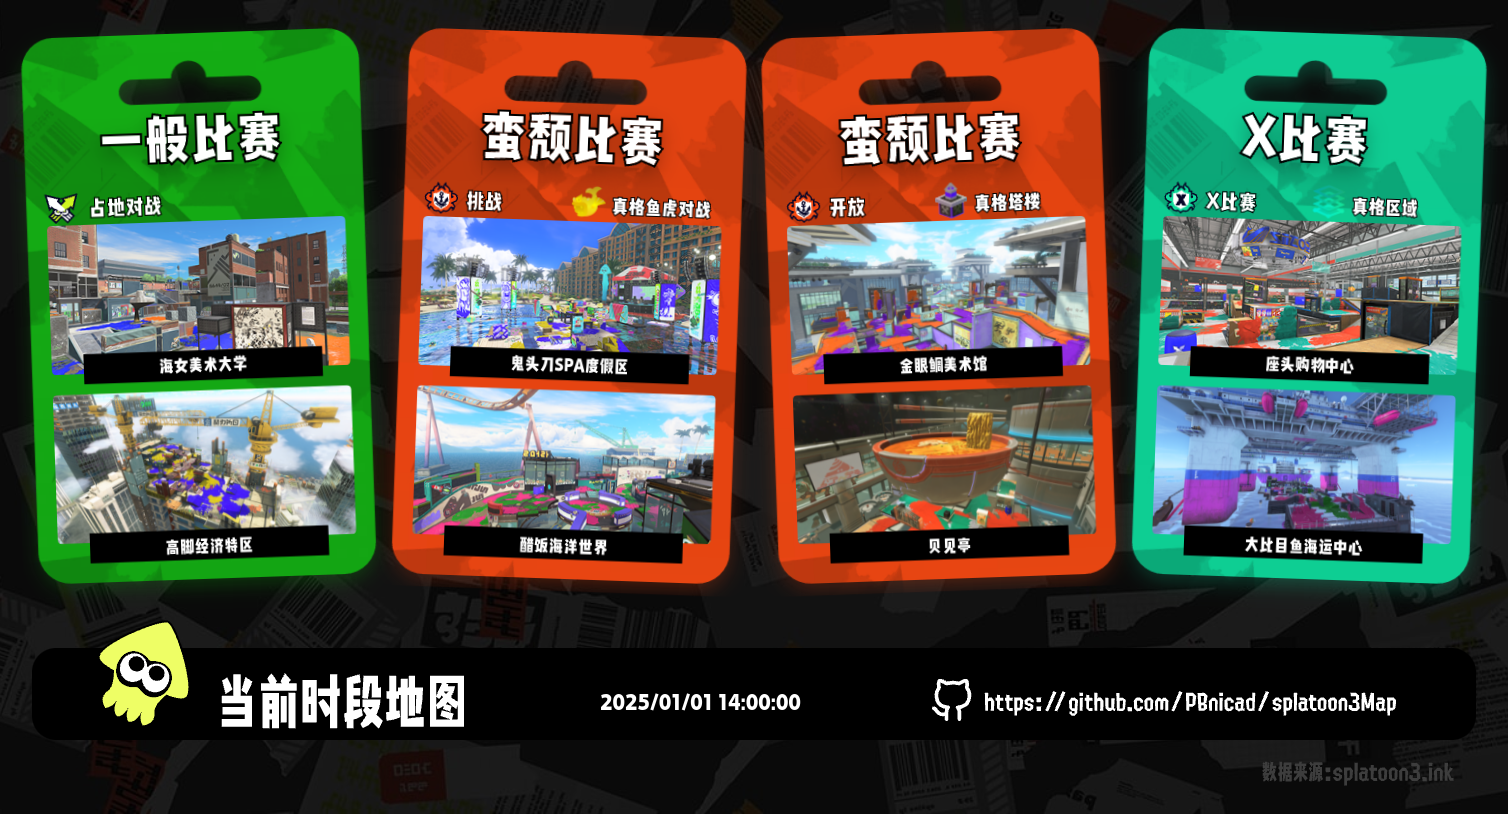 一般比赛
占地对战
海女美术大学
高脚经济特区
蛮颓比赛
挑战
真格鱼虎对战
鬼头刀SPA度假区
醋饭海洋世界
蛮颓比赛
开放
真格塔楼
金眼鲷美术馆
贝见亭
X比赛
X比赛
真格区域
座头购物中心
大比目鱼海运中心
当前时段地图
2025/01/01 14:00:00
https://github.com/PBnicad/splatoon3Map
数据来源:splatoon3.ink